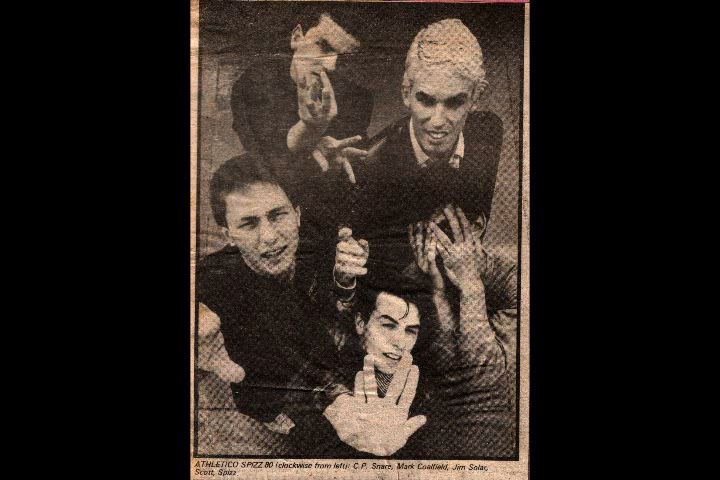 ATHLETICO SPIZZ 80 (clockwise from left): C.P. Snare, Mark Coalfield, Jim Solar,
Scott, Spizz